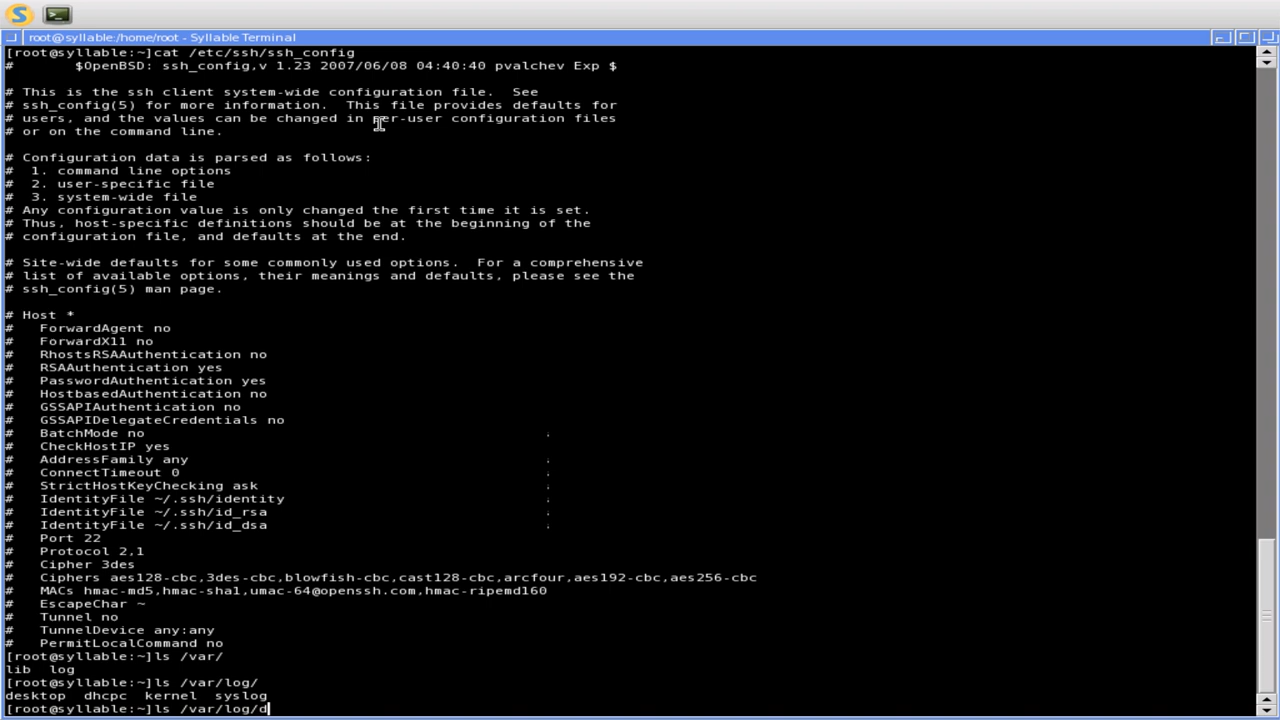 root@syllable:/home/root - Syllable Terminal
[root@syllable:~]cat /etc/ssh/ssh_config
#       $OpenBSD: ssh_config,v 1.23 2007/06/08 04:40:40 pvalchev Exp $
# This is the ssh client system-wide configuration file.  See
# ssh_config(5) for more information.  This file provides defaults for
# users, and the values can be changed in per-user configuration files
# or on the command line.
# Configuration data is parsed as follows:
#  1. command line options
#  2. user-specific file
#  3. system-wide file
# Any configuration value is only changed the first time it is set.
# Thus, host-specific definitions should be at the beginning of the
# configuration file, and defaults at the end.
# Site-wide defaults for some commonly used options.  For a comprehensive
# list of available options, their meanings and defaults, please see the
# ssh_config(5) man page.
# Host *
#   ForwardAgent no
#   ForwardX11 no
#   RhostsRSAAuthentication no
#   RSAAuthentication yes
#   PasswordAuthentication yes
#   HostbasedAuthentication no
#   GSSAPIAuthentication no
#   GSSAPIDelegateCredentials no
#   BatchMode no
#   CheckHostIP yes
#   AddressFamily any
#   ConnectTimeout 0
#   StrictHostKeyChecking ask
#   IdentityFile ~/.ssh/identity
#   IdentityFile ~/.ssh/id_rsa
#   IdentityFile ~/.ssh/id_dsa
#   Port 22
#   Protocol 2,1
#   Cipher 3des
#   Ciphers aes128-cbc,3des-cbc,blowfish-cbc,cast128-cbc,arcfour,aes192-cbc,aes256-cbc
#   MACs hmac-md5,hmac-sha1,umac-64@openssh.com,hmac-ripemd160
#   EscapeChar ~
#   Tunnel no
#   TunnelDevice any:any
#   PermitLocalCommand no
[root@syllable:~]ls /var/
lib  log
[root@syllable:~]ls /var/log/
desktop  dhcpc  kernel  syslog
[root@syllable:~]ls /var/log/d